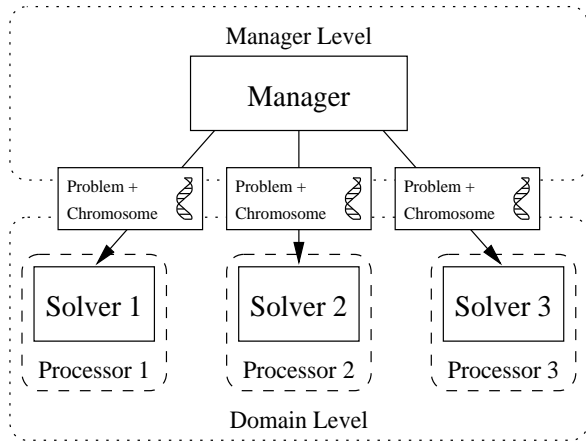 Manager Level
Manager
Problem +
Chromosome
Problem +
Chromosome
Problem +
Chromosome
Solver 1
Solver 2
Solver 3
Processor 1
Processor 2
Processor 3
Domain Level